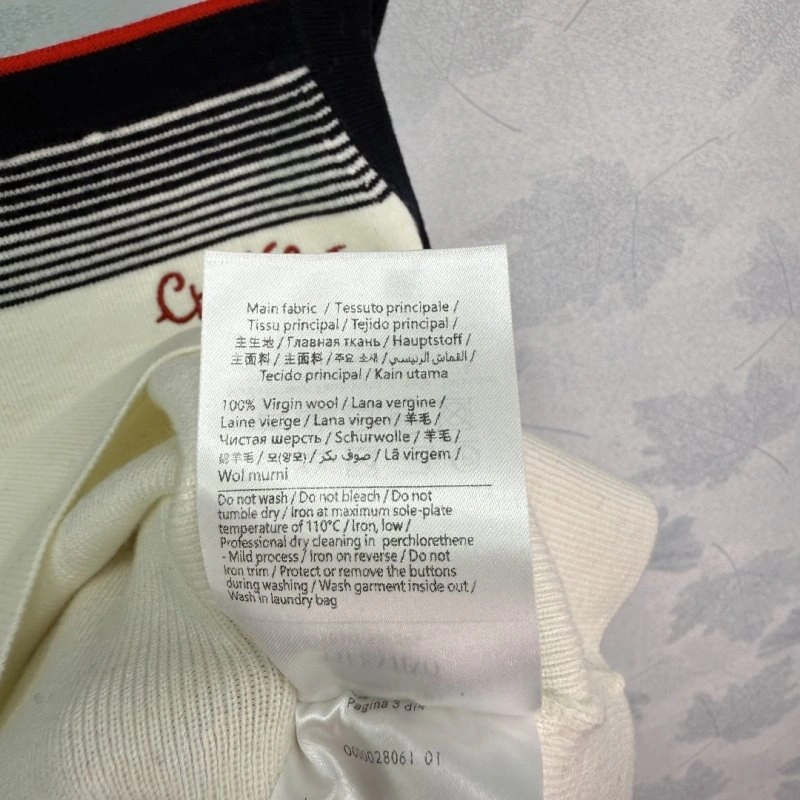 Main fabric / Tessuto principale /
Tissu principal / Tejido principal /
主生地 / Главная ткань / Hauptstoff /
主面料 / 主面料 / 주요 소재 / القماش الرئيسي /
Tecido principal / Kain utama
100% Virgin wool / Lana vergine /
Laine vierge / Lana virgen / 羊毛 /
Чистая шерсть / Schurwolle / 羊毛 /
綿羊毛 / 모(양모) / صوف بكر / Lã virgem /
Wol murni
Do not wash / Do not bleach / Do not
tumble dry / Iron at maximum sole-plate
temperature of 110°C / Iron, low /
Professional dry cleaning in perchlorethene
- Mild process / Iron on reverse / Do not
Iron trim / Protect or remove the buttons
during washing / Wash garment inside out /
Wash in laundry bag
Pagina 3 di
0000028061 01